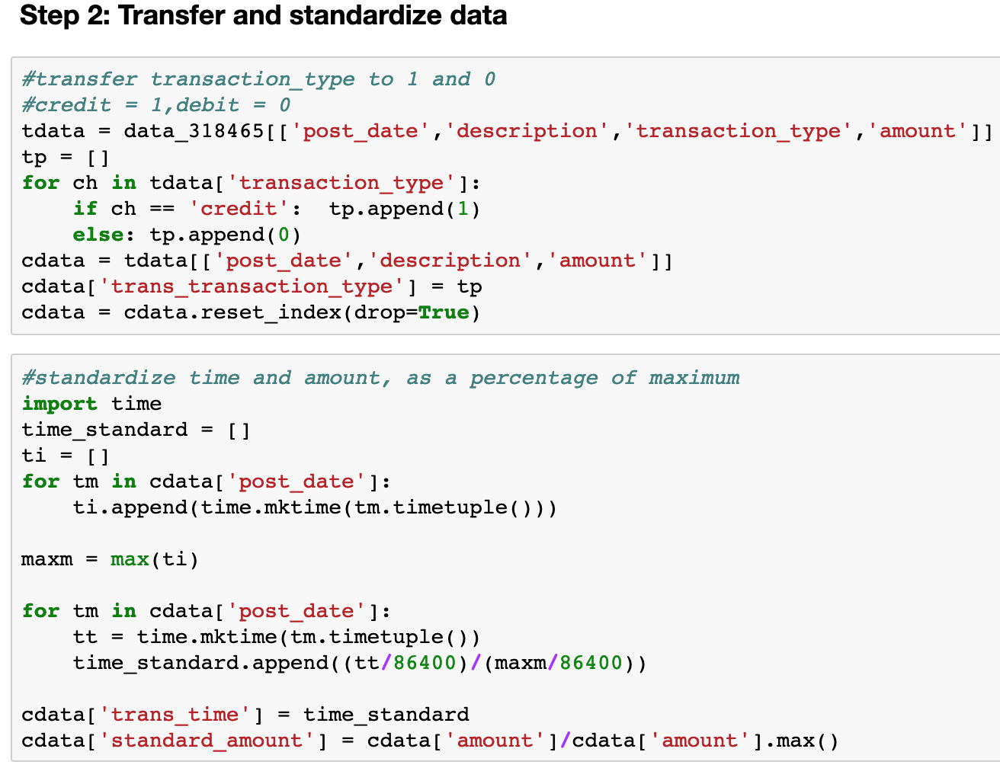 Step 2: Transfer and standardize data
#transfer transaction_type to 1 and 0
#credit = 1,debit = 0
tdata = data_318465[['post_date','description','transaction_type','amount']]
tp = []
for ch in tdata['transaction_type']:
    if ch == 'credit':  tp.append(1)
    else: tp.append(0)
cdata = tdata[['post_date','description','amount']]
cdata['trans_transaction_type'] = tp
cdata = cdata.reset_index(drop=True)
#standardize time and amount, as a percentage of maximum
import time
time_standard = []
ti = []
for tm in cdata['post_date']:
    ti.append(time.mktime(tm.timetuple()))
maxm = max(ti)
for tm in cdata['post_date']:
    tt = time.mktime(tm.timetuple())
    time_standard.append((tt/86400)/(maxm/86400))
cdata['trans_time'] = time_standard
cdata['standard_amount'] = cdata['amount']/cdata['amount'].max()